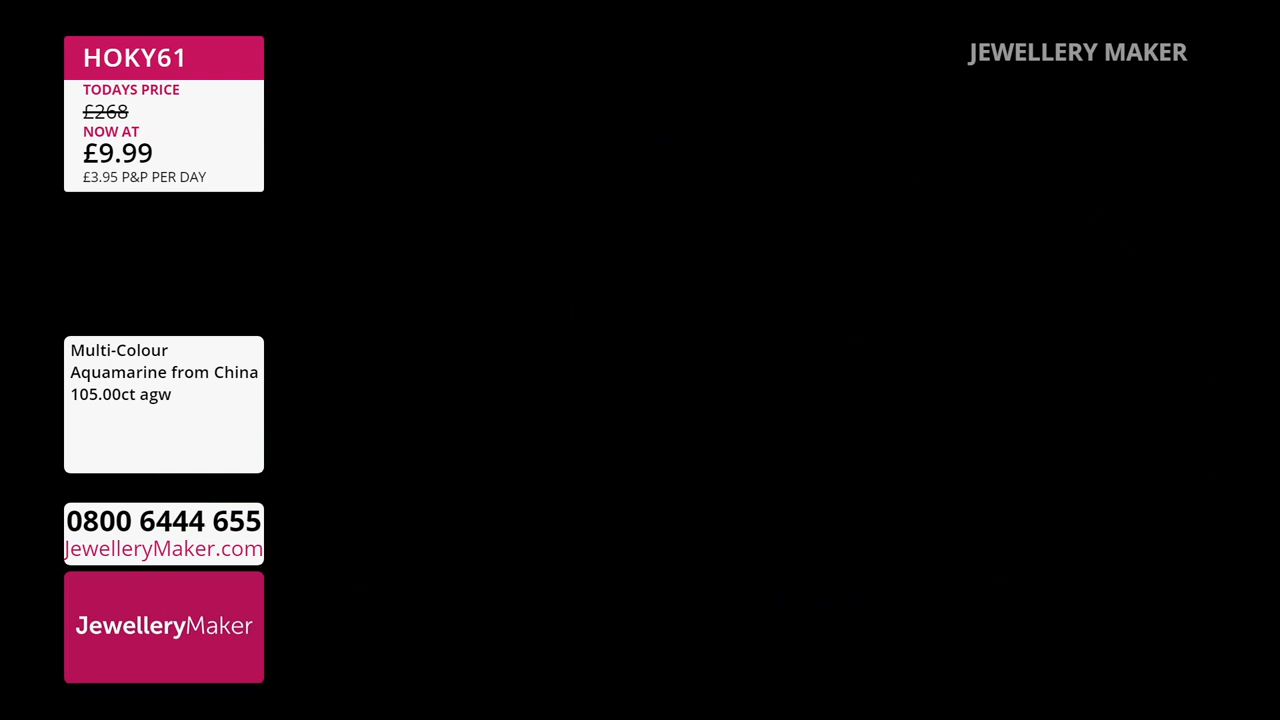 HOKY61
TODAYS PRICE
£268
NOW AT
£9.99
£3.95 P&P PER DAY
JEWELLERY MAKER
Multi-Colour
Aquamarine from China
105.00ct agw
0800 6444 655
JewelleryMaker.com
JewelleryMaker